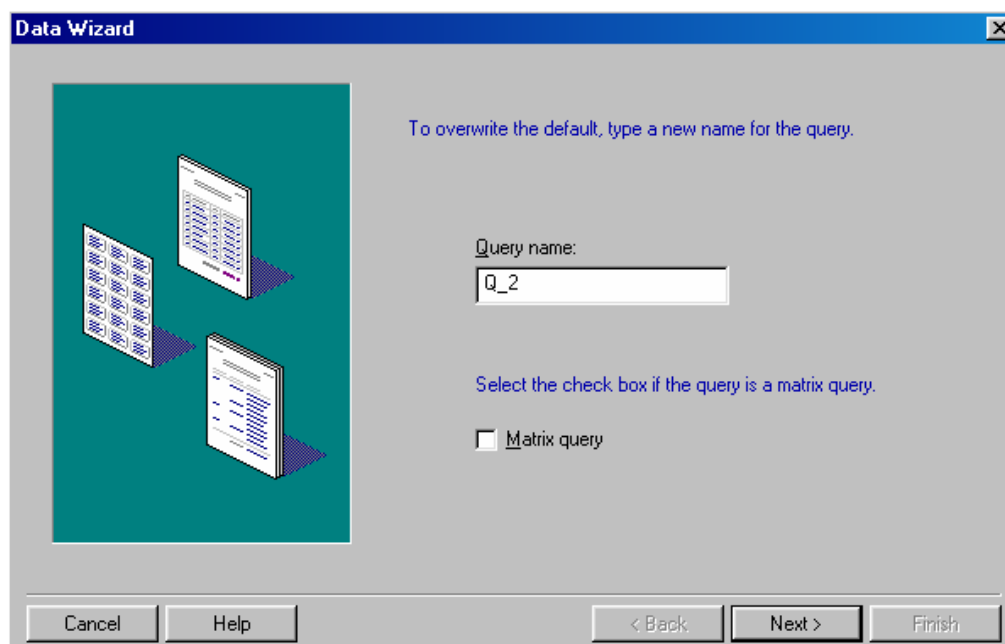 Data Wizard
To overwrite the default, type a new name for the query.
Query name:
Q_2
Select the check box if the query is a matrix query.
Matrix query
Cancel Help < Back Next > Finish